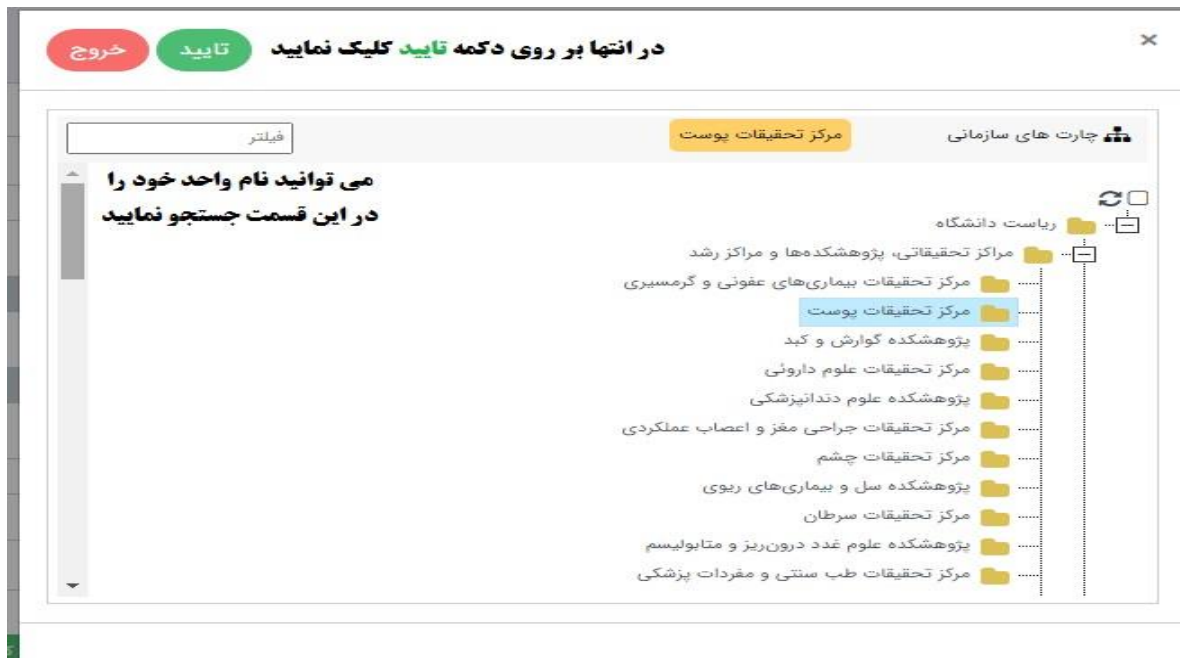 در انتها بر روی دکمه تایید کلیک نمایید تایید خروج
×
چارت های سازمانی مرکز تحقیقات پوست فیلتر
می توانید نام واحد خود را
در این قسمت جستجو نمایید
ریاست دانشگاه
مراکز تحقیقاتی، پژوهشکده‌ها و مراکز رشد
مرکز تحقیقات بیماری‌های عفونی و گرمسیری
مرکز تحقیقات پوست
پژوهشکده گوارش و کبد
مرکز تحقیقات علوم داروئی
پژوهشکده علوم دندانپزشکی
مرکز تحقیقات جراحی مغز و اعصاب عملکردی
مرکز تحقیقات چشم
پژوهشکده سل و بیماری‌های ریوی
مرکز تحقیقات سرطان
پژوهشکده علوم غدد درون‌ریز و متابولیسم
مرکز تحقیقات طب سنتی و مفردات پزشکی